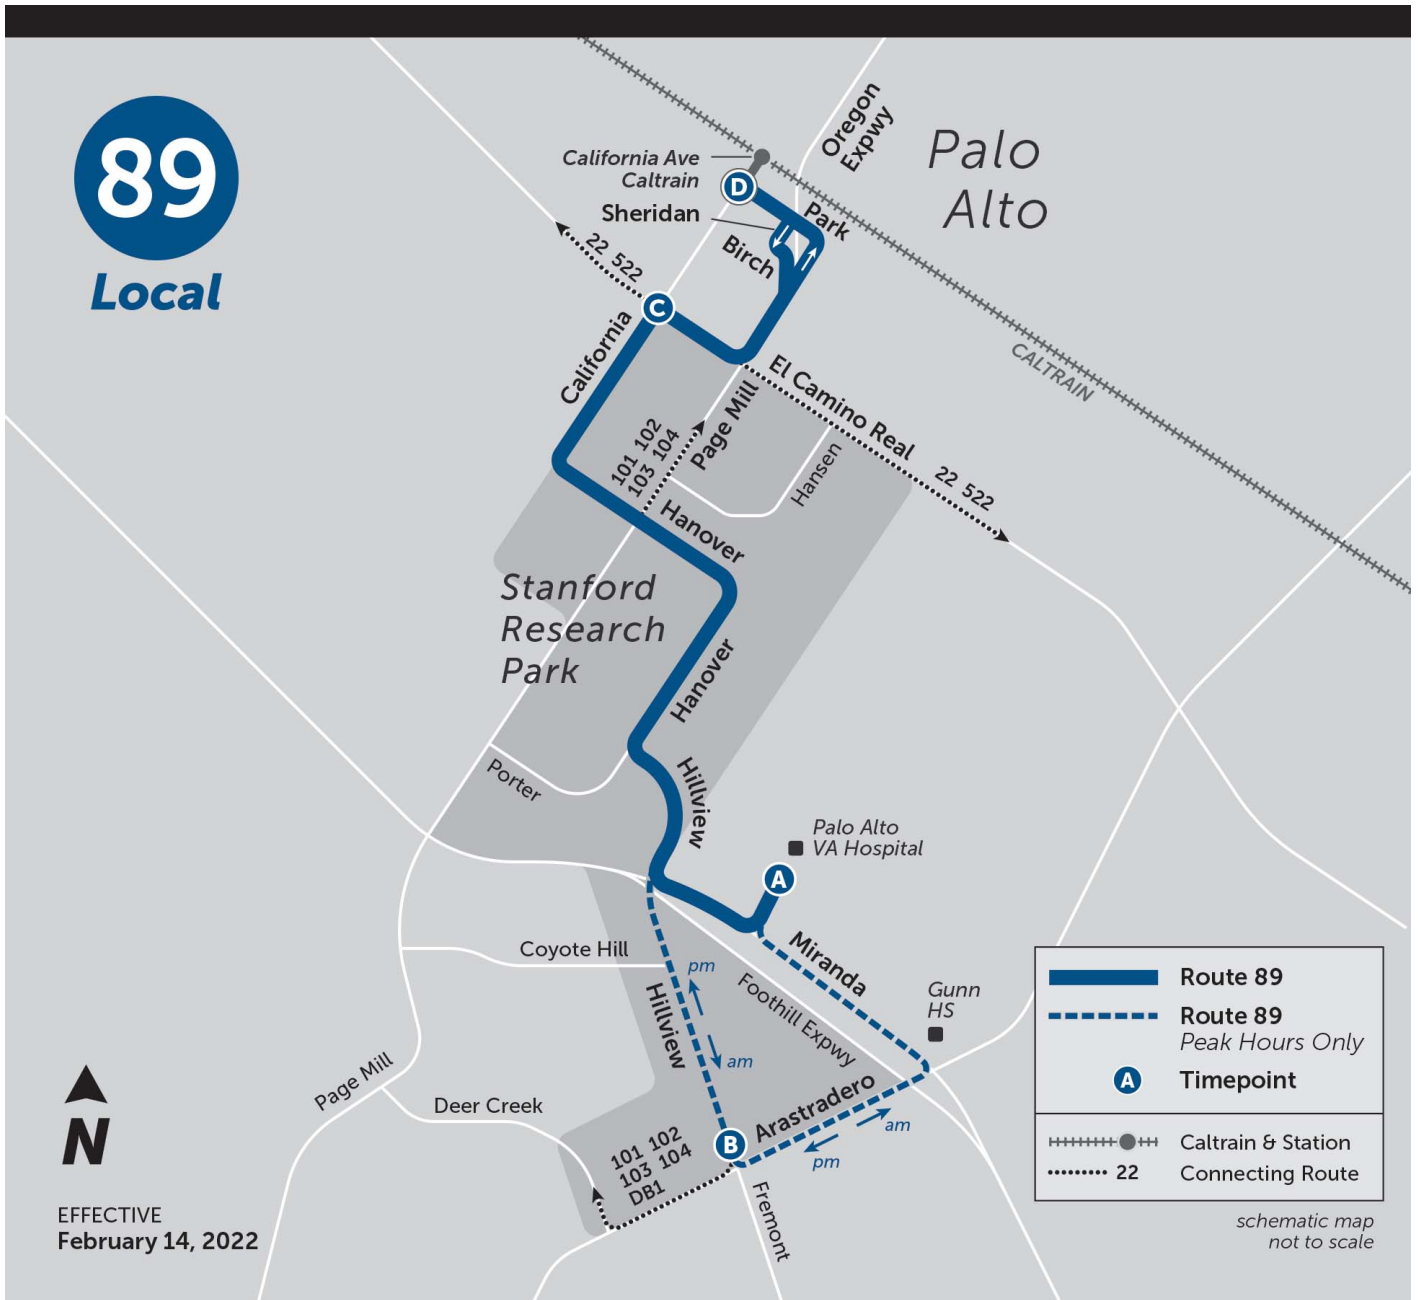 89
Local
Palo
Alto
Oregon
Expwy
California Ave
Caltrain
D
Sheridan
Park
Birch
22 522
C
California
El Camino Real
CALTRAIN
Page Mill
101 102
103 104
Hansen
22 522
Hanover
Stanford
Research
Park
Hanover
Hillview
Porter
Palo Alto
VA Hospital
A
Miranda
Coyote Hill
pm
Hillview
Foothill Expwy
Gunn
HS
am
Page Mill
Deer Creek
Arastradero
am
pm
B
101 102
103 104
DB1
Fremont
N
EFFECTIVE
February 14, 2022
Route 89
Route 89
Peak Hours Only
A Timepoint
Caltrain & Station
22 Connecting Route
schematic map
not to scale